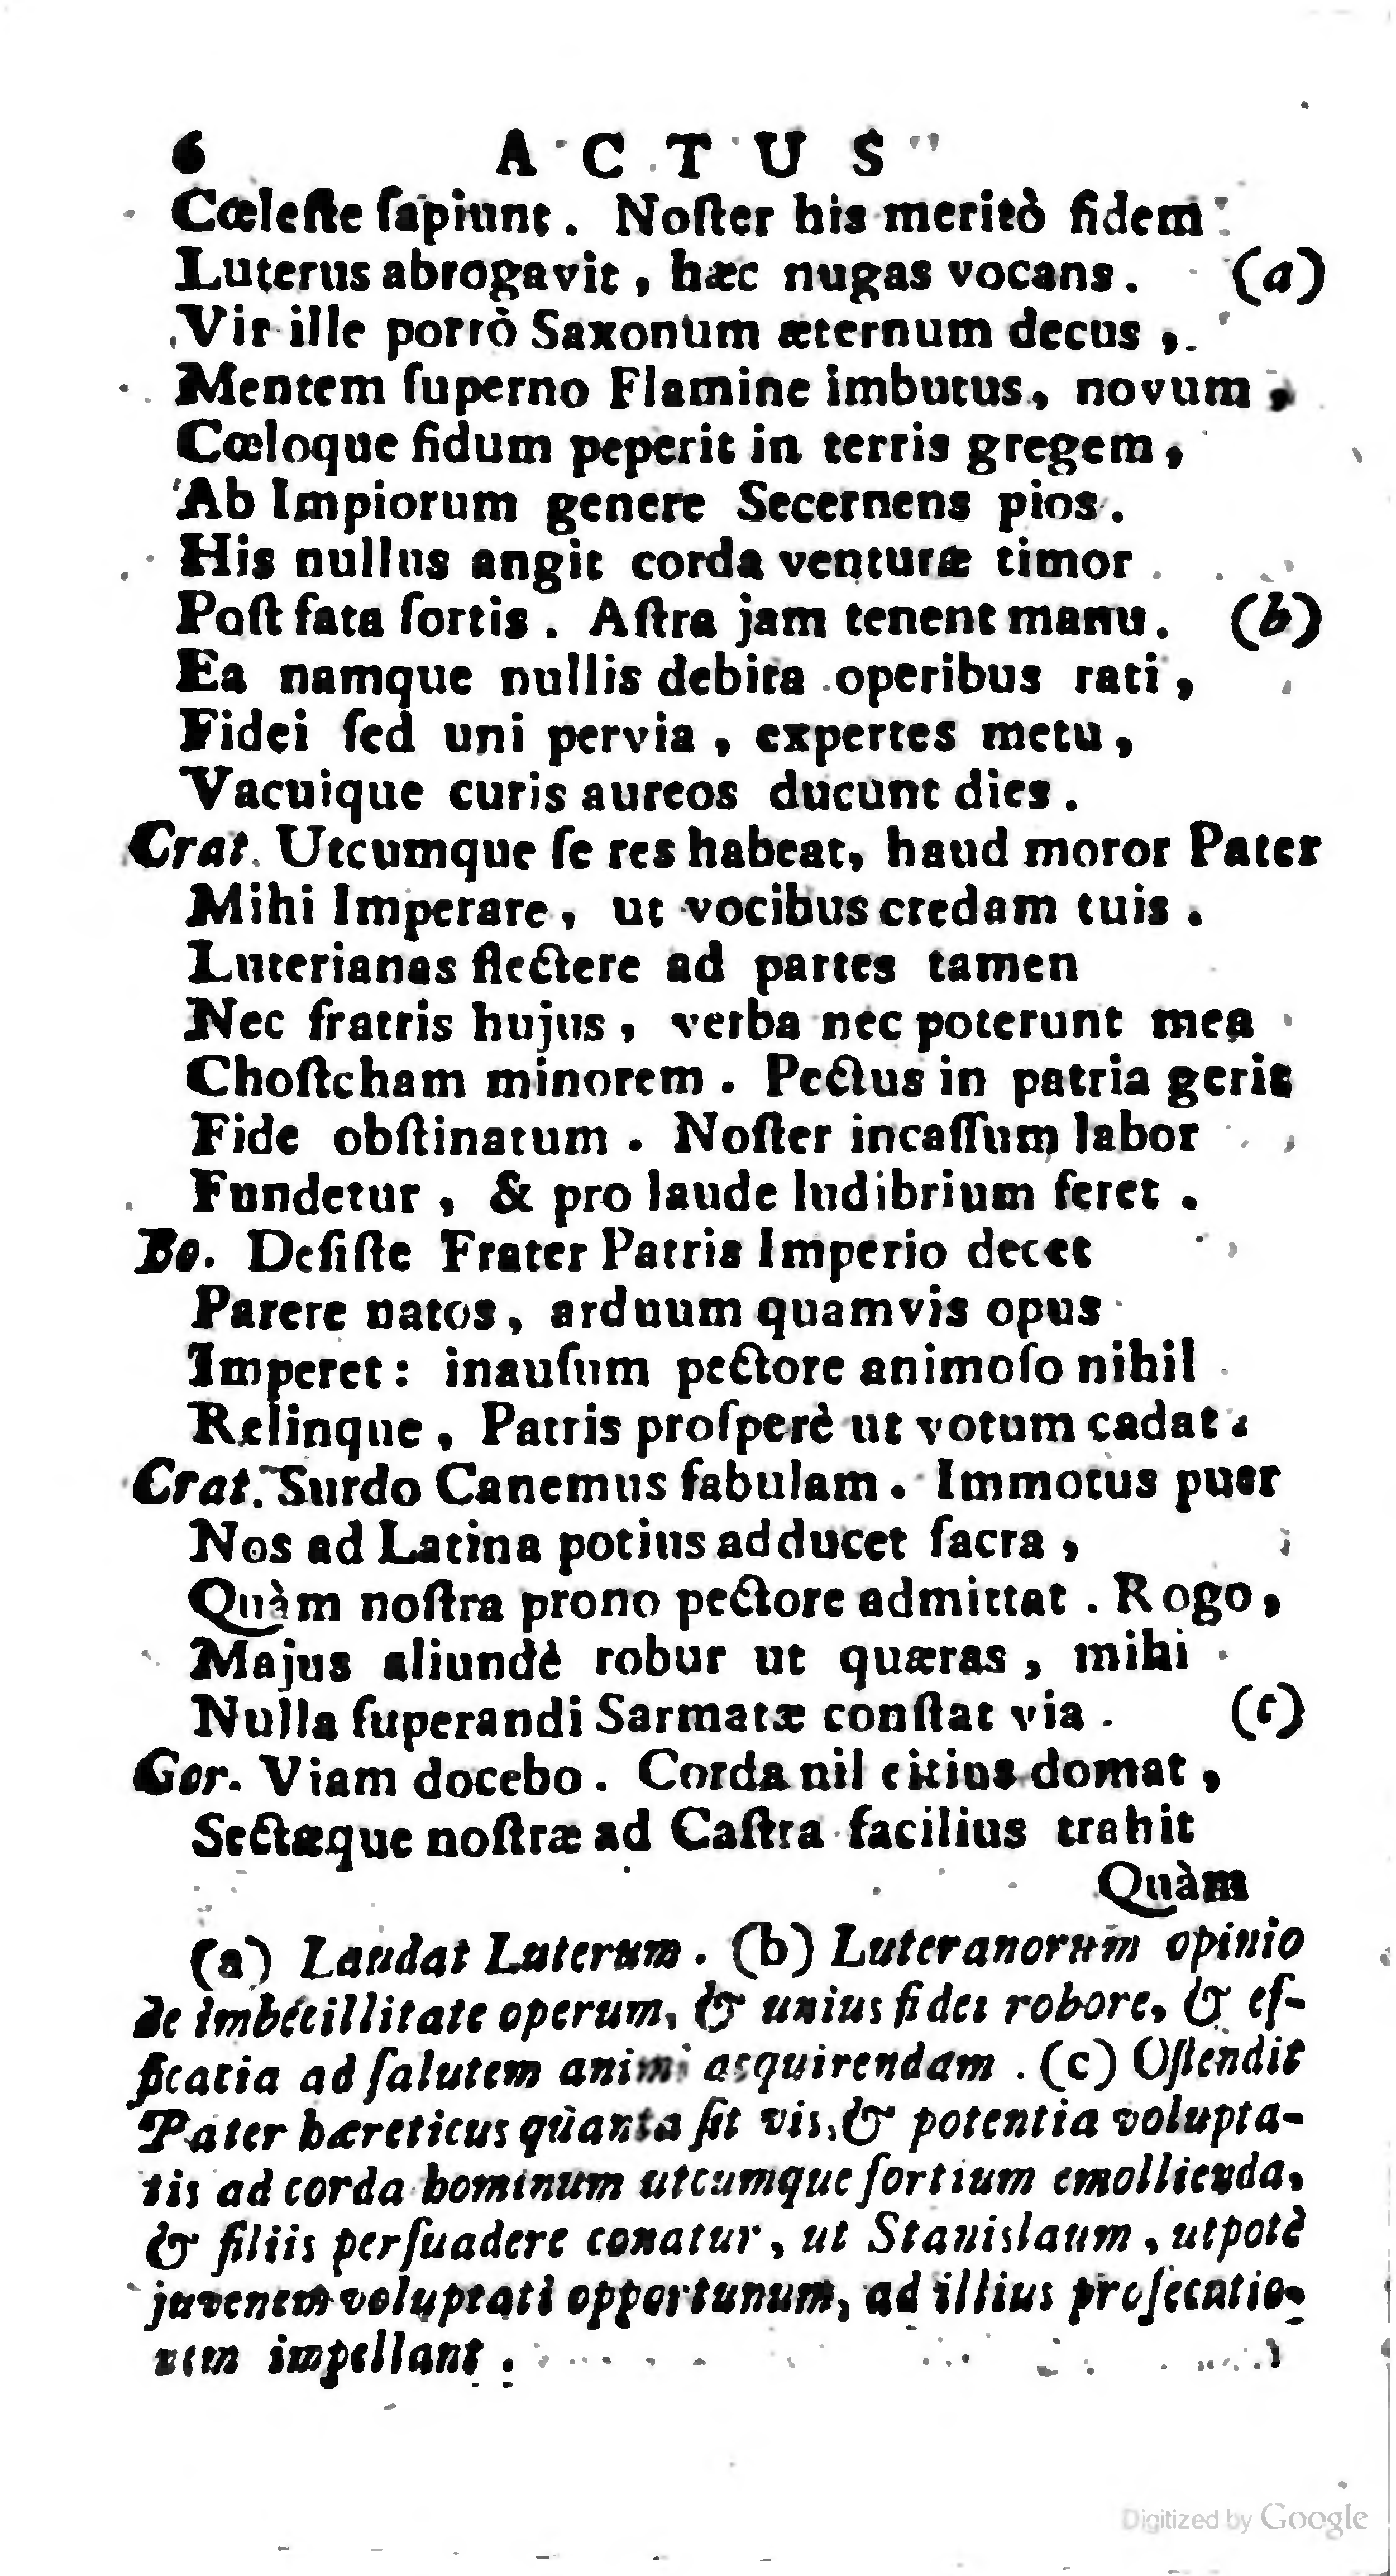 6 ACTUS
Cœleſte ſapiunt. Noſter his meritò fidem
Luterus abrogavit, hæc nugas vocans. (a)
Vir ille porrò Saxonum æternum decus,
Mentem ſuperno Flamine imbutus, novum,
Cœloque fidum peperit in terris gregem,
Ab Impiorum genere Secernens pios.
His nullus angit corda venturæ timor
Poſt fata ſortis. Aſtra jam tenent manu. (b)
Ea namque nullis debita operibus rati,
Fidei ſed uni pervia, expertes metu,
Vacuique curis aureos ducunt dies.
Crat. Utcumque ſe res habeat, haud moror Pater
Mihi Imperare, ut vocibus credam tuis.
Luterianas flectere ad partes tamen
Nec fratris hujus, verba nec poterunt mea
Choſtcham minorem. Pectus in patria gerit
Fide obſtinatum. Noſter incaſſum labor
Fundetur, & pro laude ludibrium feret.
Bo. Deſiſte Frater Patris Imperio decet
Parere natos, arduum quamvis opus
Imperet: inauſum pectore animoſo nihil
Relinque, Patris proſperè ut votum cadat.
Crat. Surdo Canemus fabulam. Immotus puer
Nos ad Latina potius adducet ſacra,
Quàm noſtra prono pectore admittat. Rogo,
Majus aliundè robur ut quæras, mihi
Nulla ſuperandi Sarmatæ conſtat via. (c)
Gor. Viam docebo. Corda nil citius domat,
Sectæque noſtræ ad Caſtra facilius trahit
Quàm
(a) Laudat Luterum. (b) Luteranorum opinio
de imbécillitate operum, & unius fidei robore, & ef-
ficatia ad ſalutem animi acquirendam. (c) Oſtendit
Pater hæreticus quanta ſit vis, & potentia volupta-
tis ad corda hominum utcumque fortium emollienda,
& filiis perſuadere conatur, ut Stanislaum, utpotè
juvenem voluptati opportunum, ad illius proſecutio-
nem impellant.
Digitized by Google